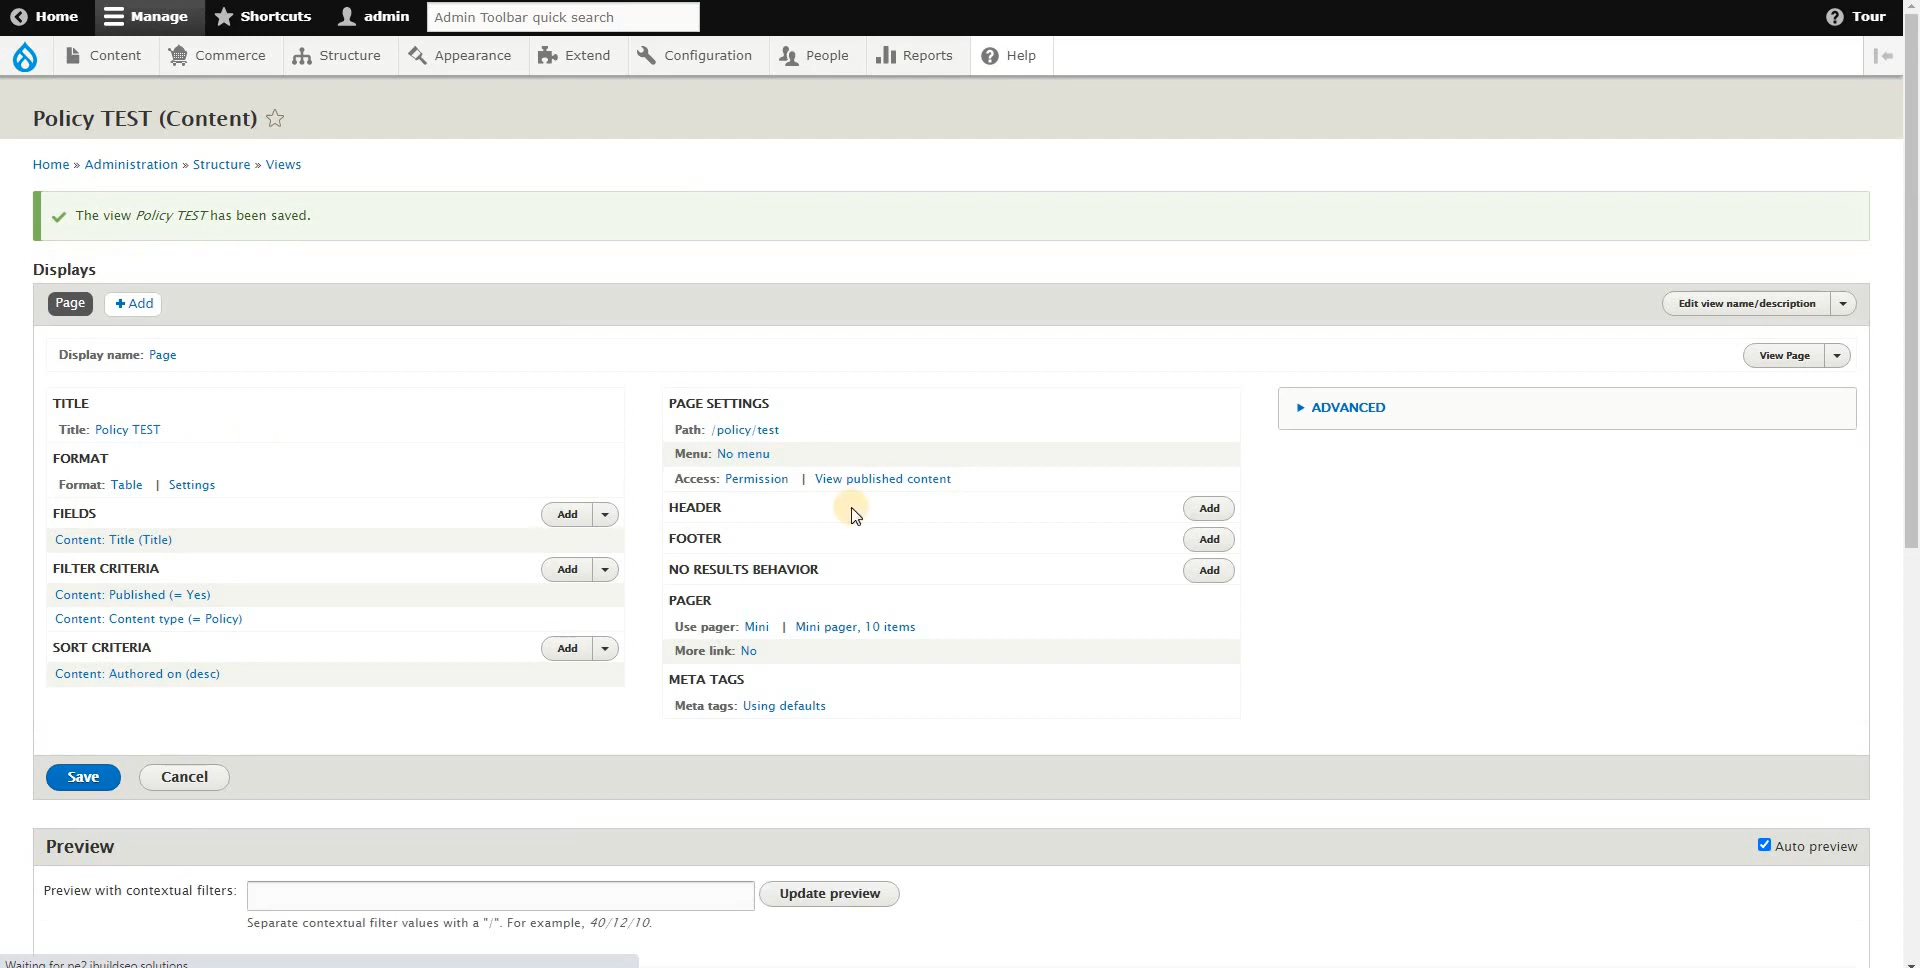 Home Manage Shortcuts admin Admin Toolbar quick search Tour
Content Commerce Structure Appearance Extend Configuration People Reports Help
Policy TEST (Content)
Home » Administration » Structure » Views
The view Policy TEST has been saved.
Displays
Page + Add Edit view name/description
Display name: Page View Page
TITLE
Title: Policy TEST
FORMAT
Format: Table | Settings
FIELDS Add
Content: Title (Title)
FILTER CRITERIA Add
Content: Published (= Yes)
Content: Content type (= Policy)
SORT CRITERIA Add
Content: Authored on (desc)
PAGE SETTINGS
Path: /policy/test
Menu: No menu
Access: Permission | View published content
HEADER Add
FOOTER Add
NO RESULTS BEHAVIOR Add
PAGER
Use pager: Mini | Mini pager, 10 items
More link: No
META TAGS
Meta tags: Using defaults
ADVANCED
Save Cancel
Preview Auto preview
Preview with contextual filters: Update preview
Separate contextual filter values with a "/". For example, 40/12/10.
Waiting for